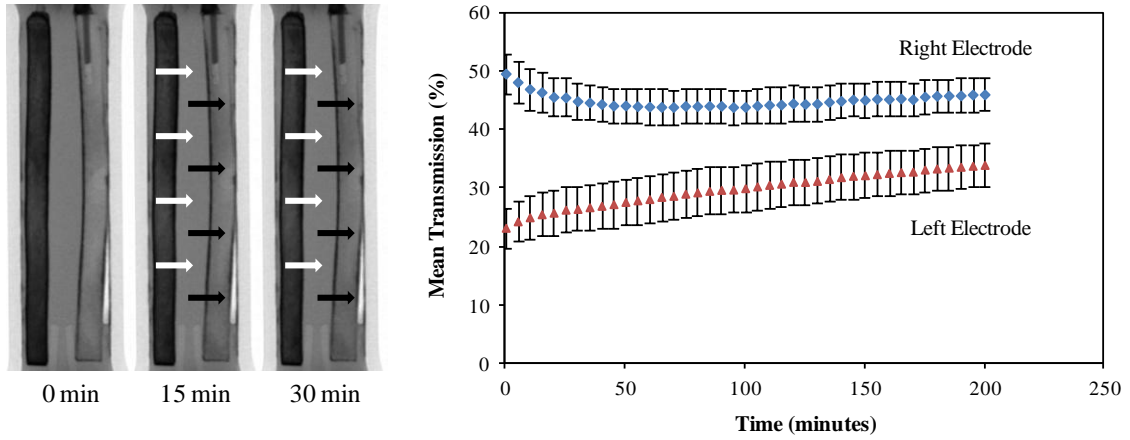 0 min
15 min
30 min
Mean Transmission (%)
60
50
40
30
20
10
0
Right Electrode
Left Electrode
0
50
100
150
200
250
Time (minutes)